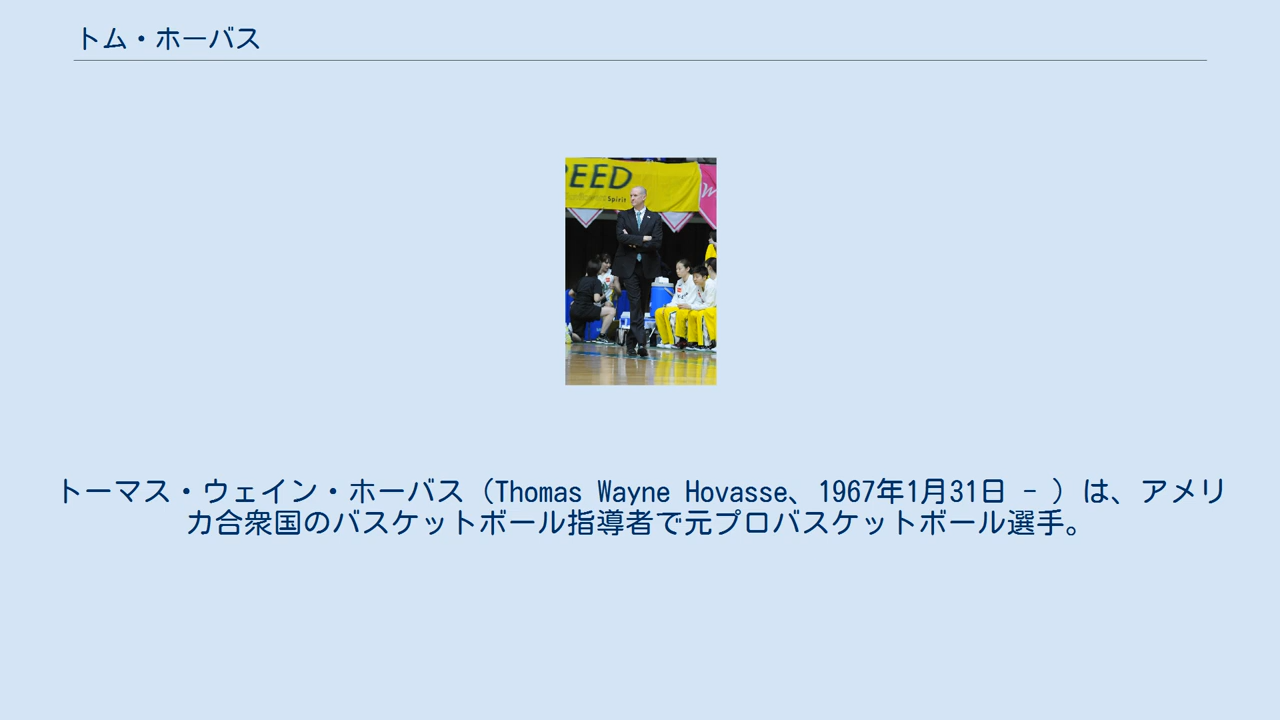 トム・ホーバス
PEED
Spirit
トーマス・ウェイン・ホーバス（Thomas Wayne Hovasse、1967年1月31日 - ）は、アメリ
カ合衆国のバスケットボール指導者で元プロバスケットボール選手。